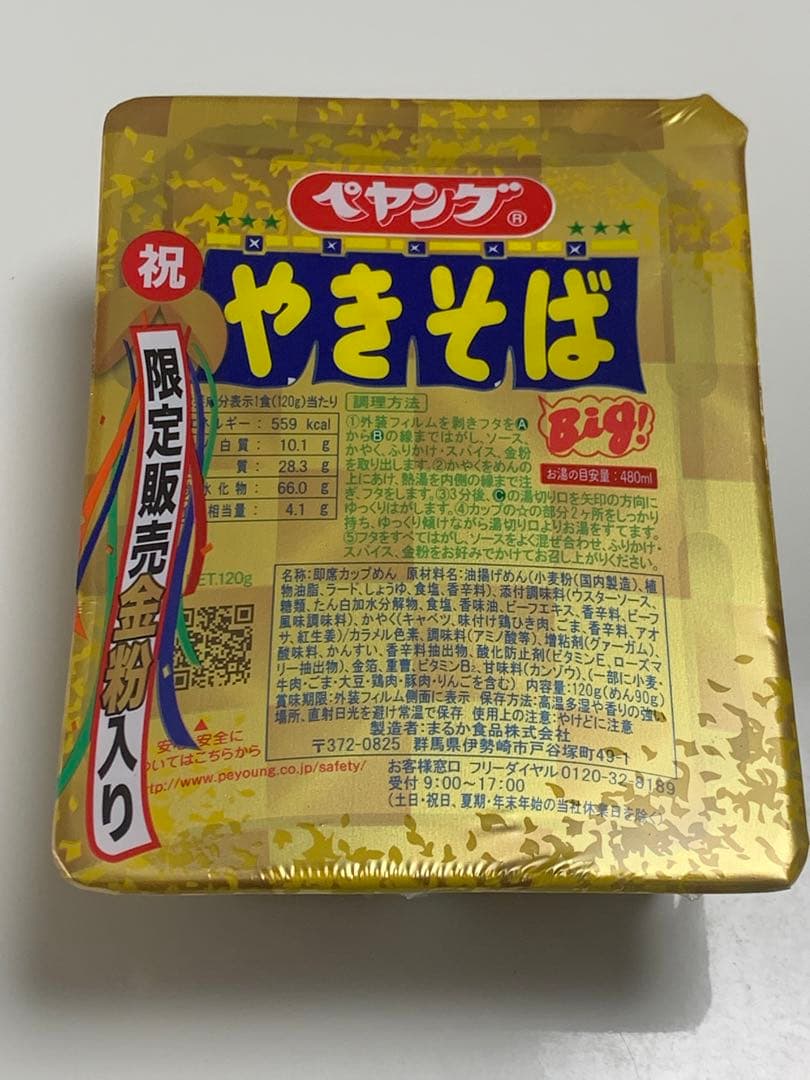 ペヤング®
祝
やきそば
限定販売金粉入り
成分表示1食(120g)当たり
ネルギー: 559 kcal
白質: 10.1 g
質: 28.3 g
水化物: 66.0 g
相当量: 4.1 g
調理方法
①外装フィルムを剥きフタをA
からBの線まではがし、ソース、
かやく、ふりかけ・スパイス、金粉
を取り出します。②かやくをめんの
上にあけ、熱湯を内側の線まで注
ぎ、フタをします。③3分後、Cの湯切り口を矢印の方向に
ゆっくりはがします。④カップの☆の部分2ヶ所をしっかり
持ち、ゆっくり傾けながら湯切り口よりお湯をすてます。
⑤フタをすべてはがし、ソースをよく混ぜ合わせ、ふりかけ・
スパイス、金粉をお好みでかけてお召し上がりください。
Big!
お湯の目安量:480ml
ET.120g
名称:即席カップめん 原材料名:油揚げめん(小麦粉(国内製造)、植
物油脂、ラード、しょうゆ、食塩、香辛料)、添付調味料(ウスターソース、
糖類、たん白加水分解物、食塩、香味油、ビーフエキス、香辛料、ビーフ
風味調味料)、かやく(キャベツ、味付け鶏ひき肉、ごま、香辛料、アオ
サ、紅生姜)/カラメル色素、調味料(アミノ酸等)、増粘剤(グァーガム)、
酸味料、かんすい、香辛料抽出物、酸化防止剤(ビタミンE、ローズマ
リー抽出物)、金箔、重曹、ビタミンB₂、甘味料(カンゾウ)、(一部に小麦・
牛肉・ごま・大豆・鶏肉・豚肉・りんごを含む) 内容量:120g(めん90g)
賞味期限:外装フィルム側面に表示 保存方法:高温多湿や香りの強い
場所、直射日光を避け常温で保存 使用上の注意:やけどに注意
製造者:まるか食品株式会社
〒372-0825 群馬県伊勢崎市戸谷塚町49-1
安心・安全に
ついてはこちらから
http://www.peyoung.co.jp/safety/
お客様窓口 フリーダイヤル 0120-32-8189
受付 9:00~17:00
(土日・祝日、夏期・年末年始の当社休業日を除く)